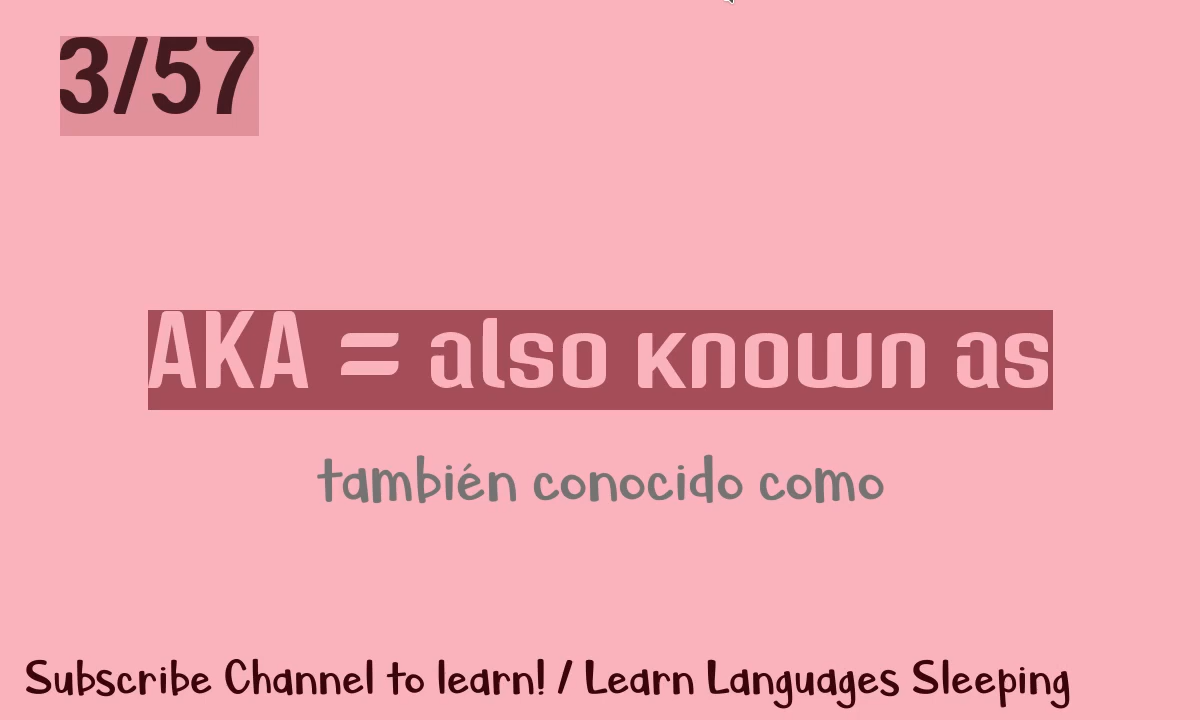 3/57
AKA = also known as
también conocido como
Subscribe Channel to learn! / Learn Languages Sleeping